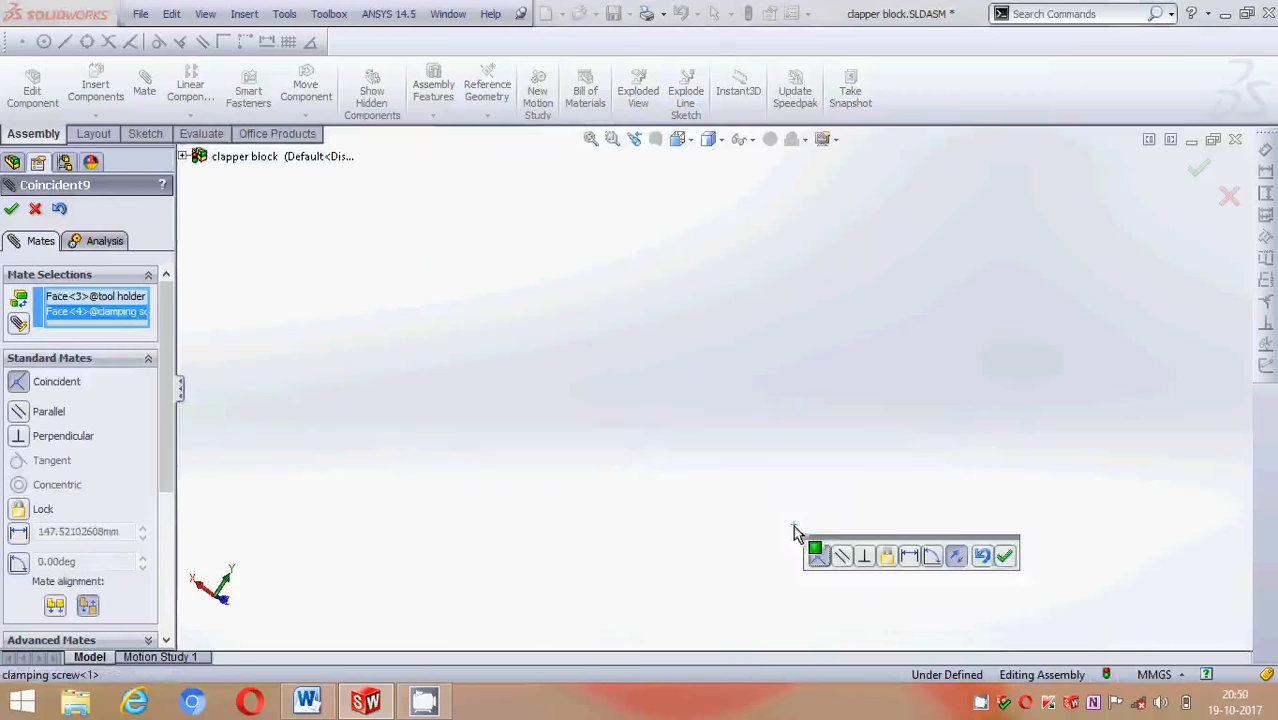 SOLIDWORKS File Edit View Insert Tools Toolbox ANSYS 14.5 Window Help clapper block.SLDASM * Search Commands
Edit Component
Insert Components
Mate
Linear Compon...
Smart Fasteners
Move Component
Show Hidden Components
Assembly Features
Reference Geometry
New Motion Study
Bill of Materials
Exploded View
Explode Line Sketch
Instant3D
Update Speedpak
Take Snapshot
Assembly Layout Sketch Evaluate Office Products
clapper block (Default<Dis...
Coincident9 ?
Mates Analysis
Mate Selections
Face<3>@tool holder
Face<4>@clamping sc
Standard Mates
Coincident
Parallel
Perpendicular
Tangent
Concentric
Lock
147.52102608mm
0.00deg
Mate alignment:
Advanced Mates
X Y Z
Model Motion Study 1
clamping screw<1> Under Defined Editing Assembly MMGS
20:50
19-10-2017